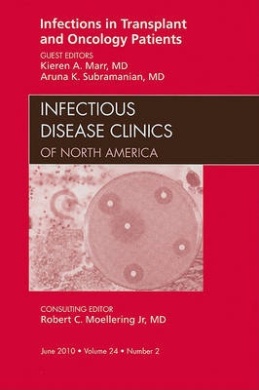 Infections in Transplant
and Oncology Patients
GUEST EDITORS
Kieren A. Marr, MD
Aruna K. Subramanian, MD
INFECTIOUS
DISEASE CLINICS
OF NORTH AMERICA
CONSULTING EDITOR
Robert C. Moellering Jr, MD
June 2010 • Volume 24 • Number 2